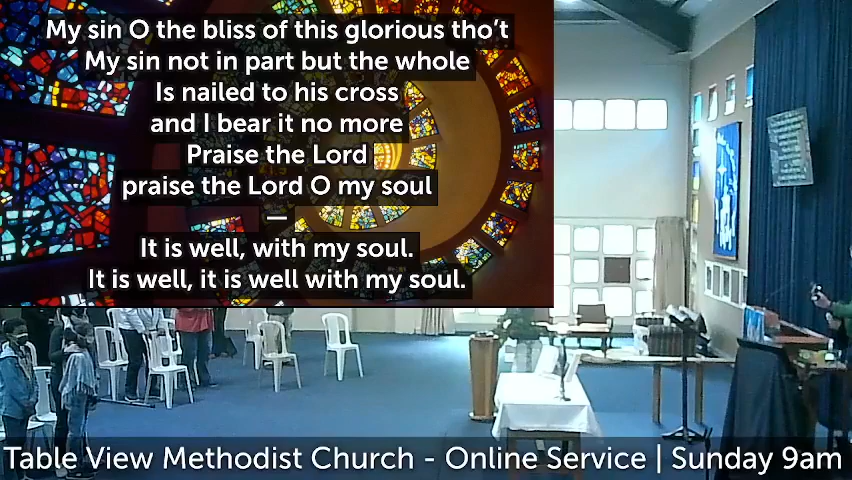 My sin O the bliss of this glorious tho't
My sin not in part but the whole
Is nailed to his cross
and I bear it no more
Praise the Lord
praise the Lord O my soul
—
It is well, with my soul.
It is well, it is well with my soul.
Table View Methodist Church - Online Service | Sunday 9am